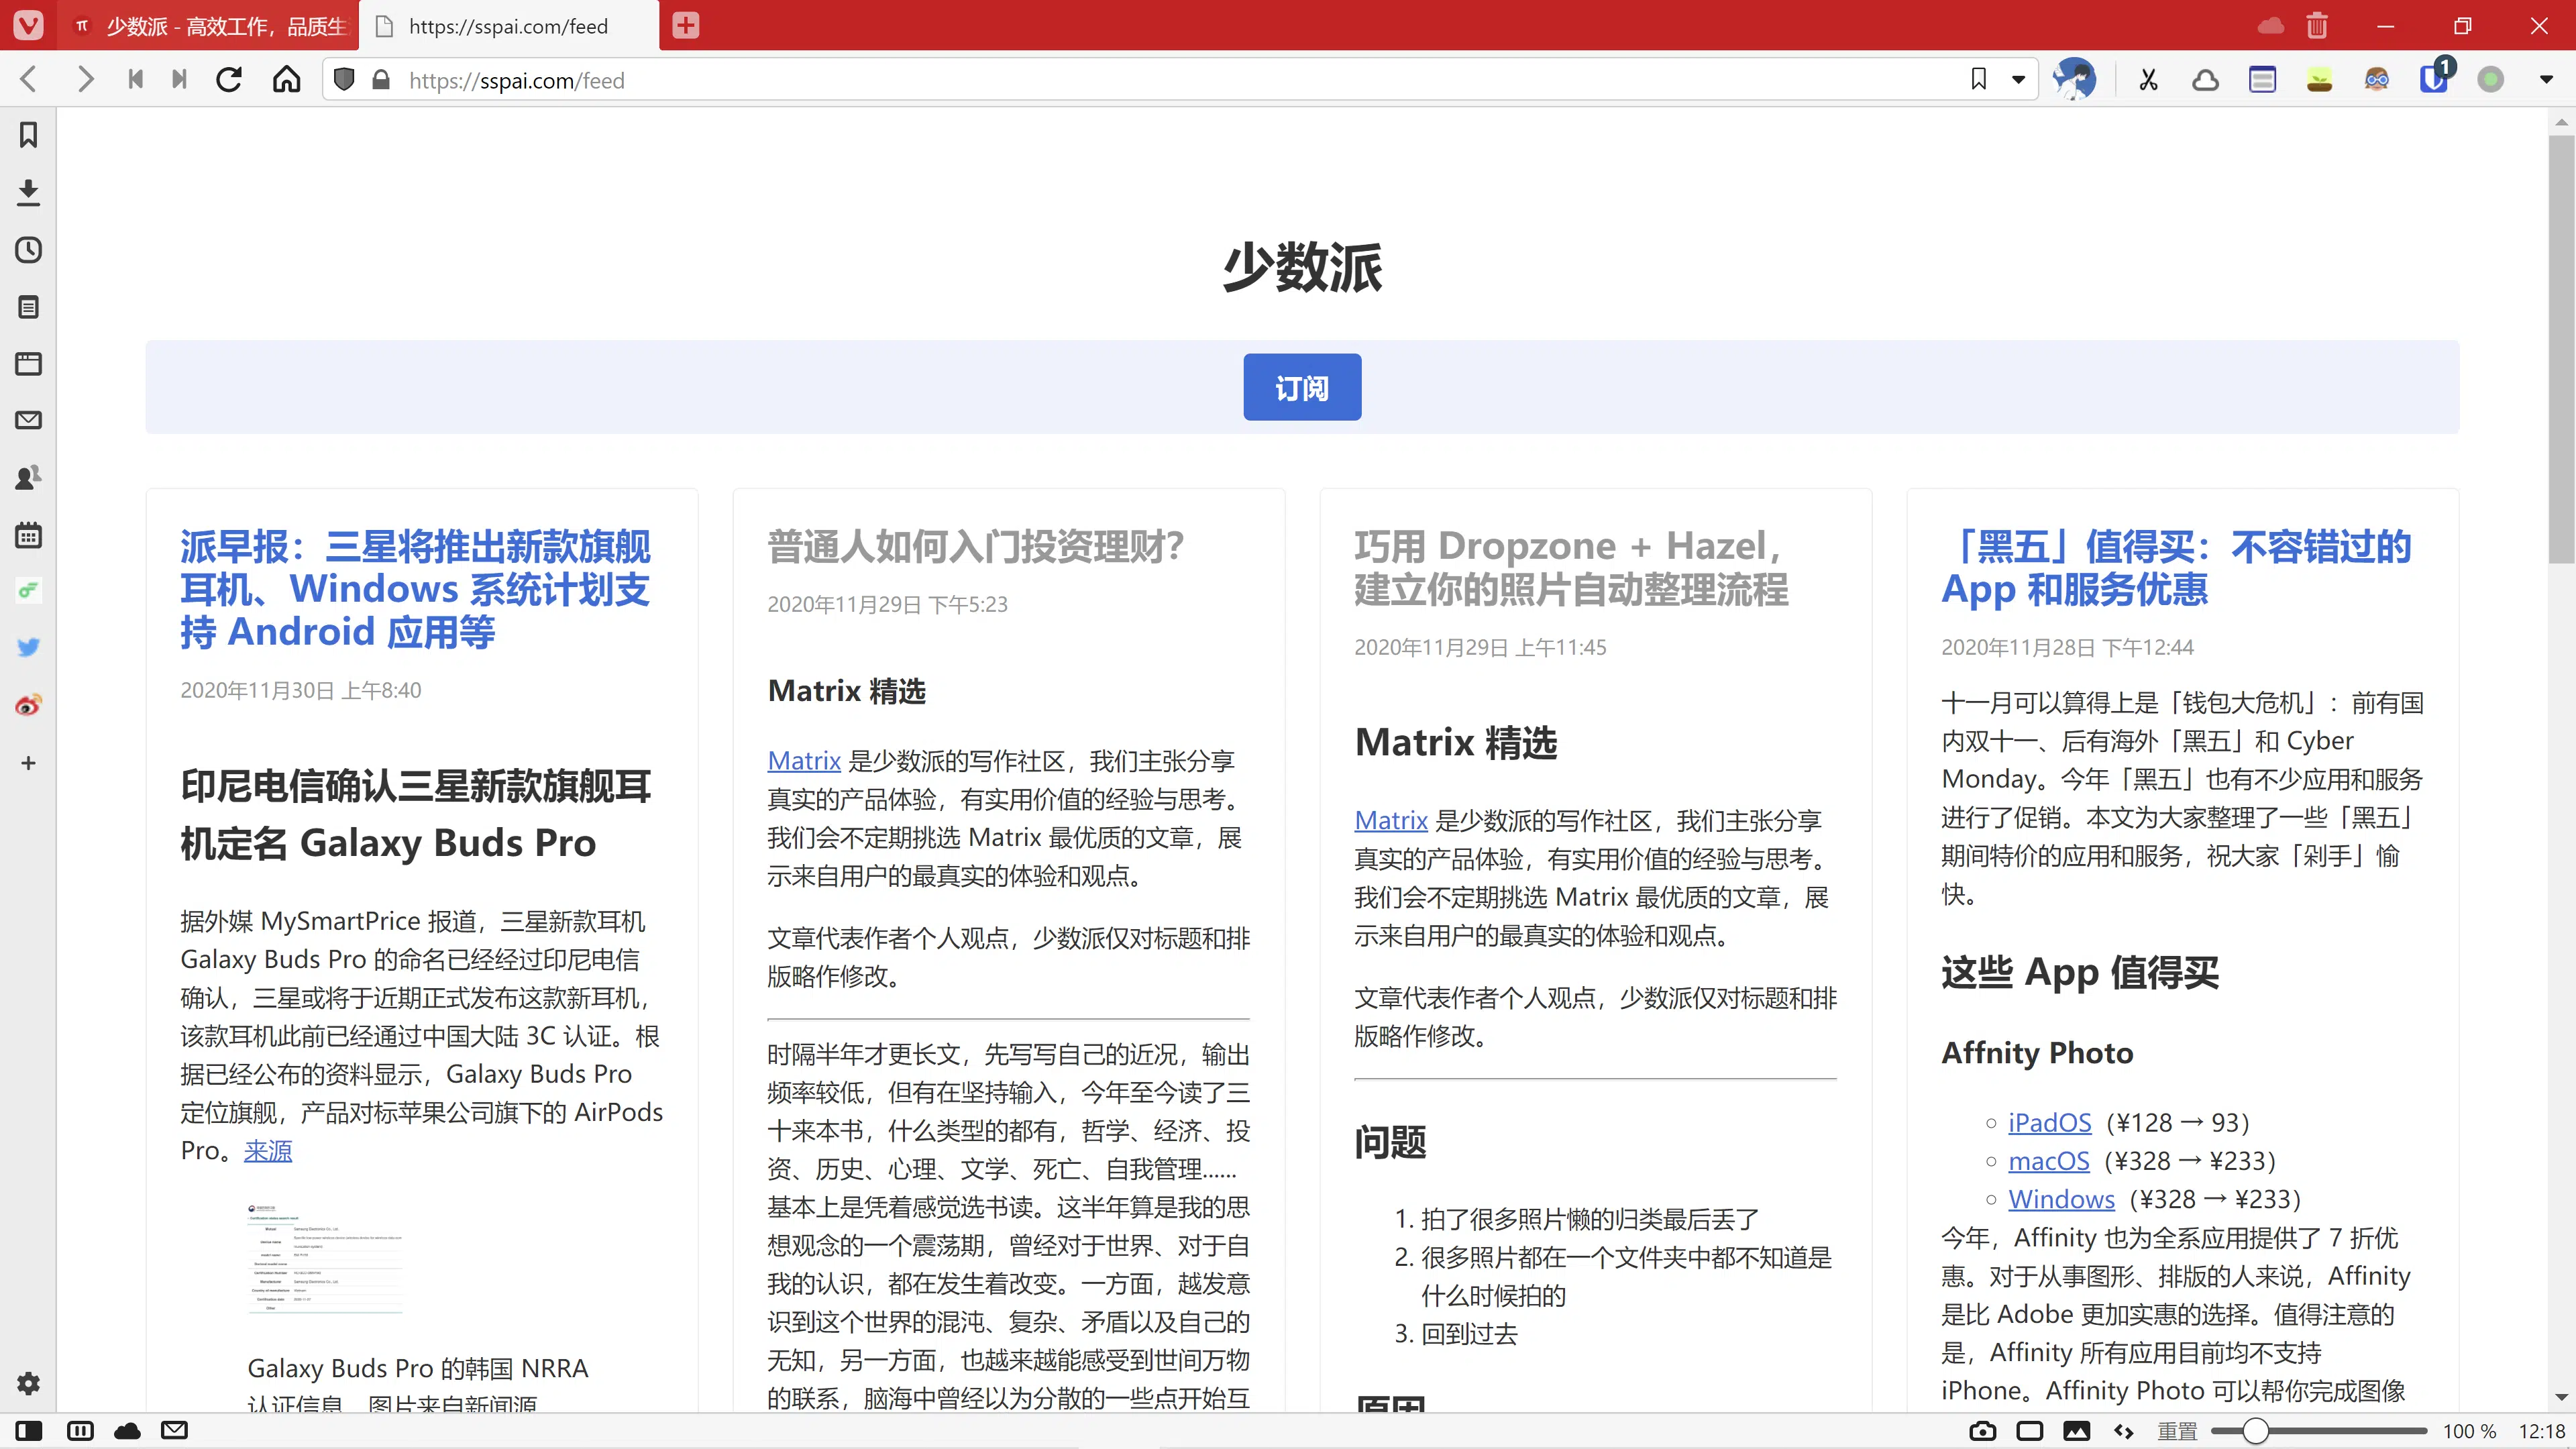 少数派 - 高效工作，品质生
https://sspai.com/feed
https://sspai.com/feed
1
少数派
订阅
派早报：三星将推出新款旗舰
耳机、Windows 系统计划支
持 Android 应用等
2020年11月30日 上午8:40
印尼电信确认三星新款旗舰耳
机定名 Galaxy Buds Pro
据外媒 MySmartPrice 报道，三星新款耳机
Galaxy Buds Pro 的命名已经经过印尼电信
确认，三星或将于近期正式发布这款新耳机，
该款耳机此前已经通过中国大陆 3C 认证。根
据已经公布的资料显示，Galaxy Buds Pro
定位旗舰，产品对标苹果公司旗下的 AirPods
Pro。来源
Galaxy Buds Pro 的韩国 NRRA
认证信息，图片来自新闻源
普通人如何入门投资理财？
2020年11月29日 下午5:23
Matrix 精选
Matrix 是少数派的写作社区，我们主张分享
真实的产品体验，有实用价值的经验与思考。
我们会不定期挑选 Matrix 最优质的文章，展
示来自用户的最真实的体验和观点。
文章代表作者个人观点，少数派仅对标题和排
版略作修改。
时隔半年才更长文，先写写自己的近况，输出
频率较低，但有在坚持输入，今年至今读了三
十来本书，什么类型的都有，哲学、经济、投
资、历史、心理、文学、死亡、自我管理……
基本上是凭着感觉选书读。这半年算是我的思
想观念的一个震荡期，曾经对于世界、对于自
我的认识，都在发生着改变。一方面，越发意
识到这个世界的混沌、复杂、矛盾以及自己的
无知，另一方面，也越来越能感受到世间万物
的联系，脑海中曾经以为分散的一些点开始互
巧用 Dropzone + Hazel，
建立你的照片自动整理流程
2020年11月29日 上午11:45
Matrix 精选
Matrix 是少数派的写作社区，我们主张分享
真实的产品体验，有实用价值的经验与思考。
我们会不定期挑选 Matrix 最优质的文章，展
示来自用户的最真实的体验和观点。
文章代表作者个人观点，少数派仅对标题和排
版略作修改。
问题
1. 拍了很多照片懒的归类最后丢了
2. 很多照片都在一个文件夹中都不知道是
什么时候拍的
3. 回到过去
原因
「黑五」值得买：不容错过的
App 和服务优惠
2020年11月28日 下午12:44
十一月可以算得上是「钱包大危机」：前有国
内双十一、后有海外「黑五」和 Cyber
Monday。今年「黑五」也有不少应用和服务
进行了促销。本文为大家整理了一些「黑五」
期间特价的应用和服务，祝大家「剁手」愉
快。
这些 App 值得买
Affnity Photo
iPadOS（¥128 → 93）
macOS（¥328 → ¥233）
Windows（¥328 → ¥233）
今年，Affinity 也为全系应用提供了 7 折优
惠。对于从事图形、排版的人来说，Affinity
是比 Adobe 更加实惠的选择。值得注意的
是，Affinity 所有应用目前均不支持
iPhone。Affinity Photo 可以帮你完成图像
重置
100 %
12:18